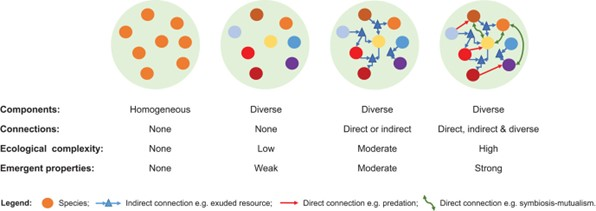 Components: Homogeneous Diverse Diverse Diverse
Connections: None None Direct or indirect Direct, indirect & diverse
Ecological complexity: None Low Moderate High
Emergent properties: None Weak Moderate Strong
Legend: Species; Indirect connection e.g. exuded resource; Direct connection e.g. predation; Direct connection e.g. symbiosis-mutualism.